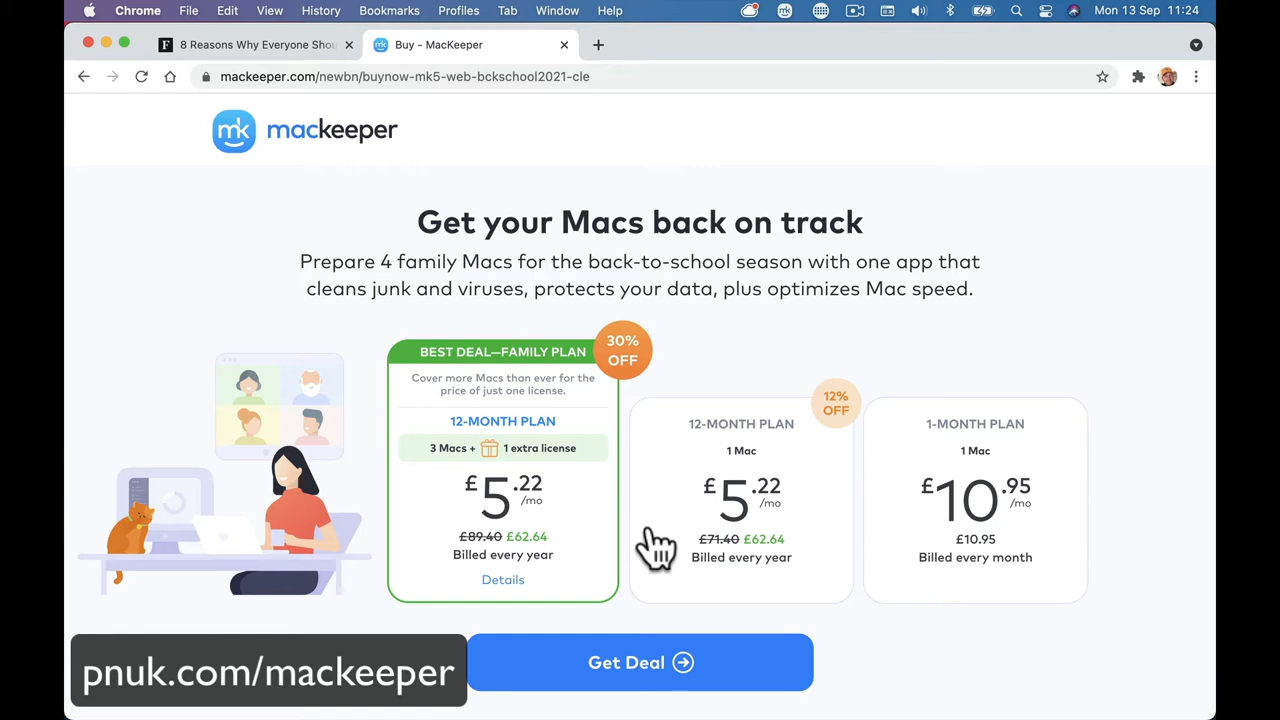 Chrome File Edit View History Bookmarks Profiles Tab Window Help mk Mon 13 Sep 11:24
F 8 Reasons Why Everyone Shou
mk Buy - MacKeeper
mackeeper.com/newbn/buynow-mk5-web-bckschool2021-cle
mk mackeeper
Get your Macs back on track
Prepare 4 family Macs for the back-to-school season with one app that
cleans junk and viruses, protects your data, plus optimizes Mac speed.
BEST DEAL—FAMILY PLAN
30%
OFF
Cover more Macs than ever for the
price of just one license.
12-MONTH PLAN
3 Macs + 1 extra license
£5.22
/mo
£89.40 £62.64
Billed every year
Details
12%
OFF
12-MONTH PLAN
1 Mac
£5.22
/mo
£71.40 £62.64
Billed every year
1-MONTH PLAN
1 Mac
£10.95
/mo
£10.95
Billed every month
Get Deal
pnuk.com/mackeeper